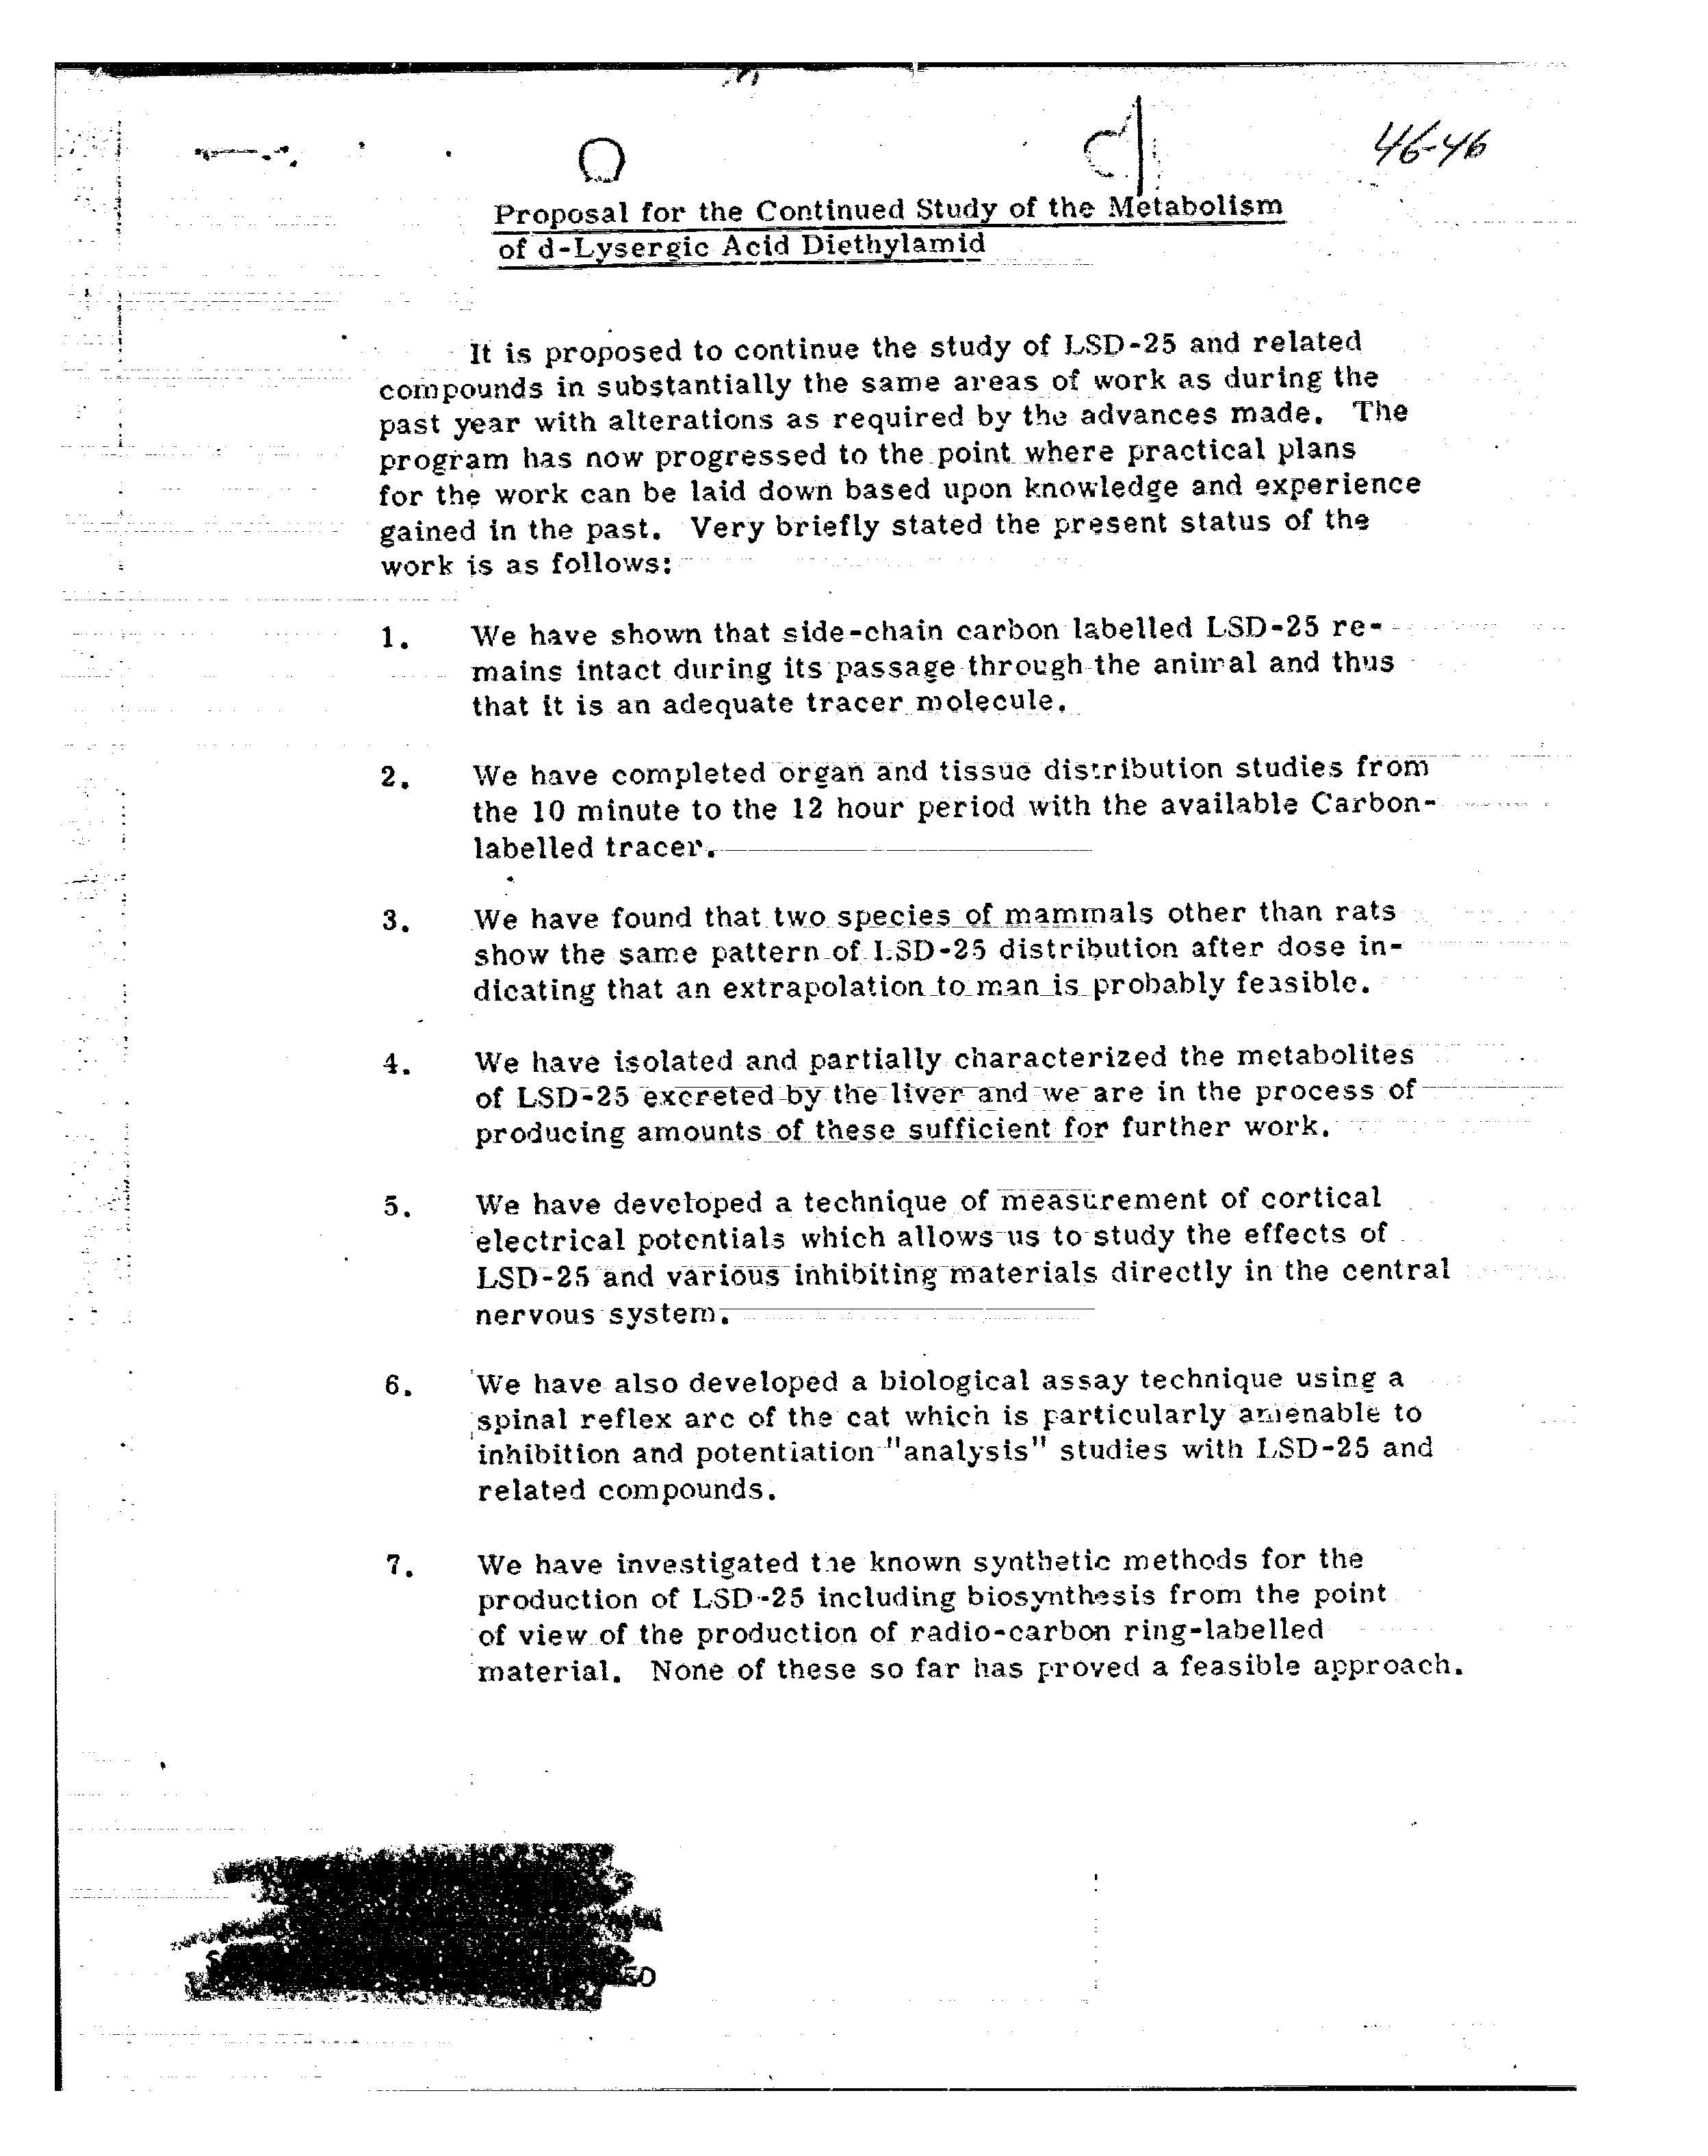 46-46
Proposal for the Continued Study of the Metabolism
of d-Lysergic Acid Diethylamid
It is proposed to continue the study of LSD-25 and related
compounds in substantially the same areas of work as during the
past year with alterations as required by the advances made. The
program has now progressed to the point where practical plans
for the work can be laid down based upon knowledge and experience
gained in the past. Very briefly stated the present status of the
work is as follows:
1. We have shown that side-chain carbon labelled LSD-25 re-
mains intact during its passage through the animal and thus
that it is an adequate tracer molecule.
2. We have completed organ and tissue distribution studies from
the 10 minute to the 12 hour period with the available Carbon-
labelled tracer.
3. We have found that two species of mammals other than rats
show the same pattern of LSD-25 distribution after dose in-
dicating that an extrapolation to man is probably feasible.
4. We have isolated and partially characterized the metabolites
of LSD-25 excreted by the liver and we are in the process of
producing amounts of these sufficient for further work.
5. We have developed a technique of measurement of cortical
electrical potentials which allows us to study the effects of
LSD-25 and various inhibiting materials directly in the central
nervous system.
6. We have also developed a biological assay technique using a
spinal reflex arc of the cat which is particularly amenable to
inhibition and potentiation "analysis" studies with LSD-25 and
related compounds.
7. We have investigated the known synthetic methods for the
production of LSD-25 including biosynthesis from the point
of view of the production of radio-carbon ring-labelled
material. None of these so far has proved a feasible approach.